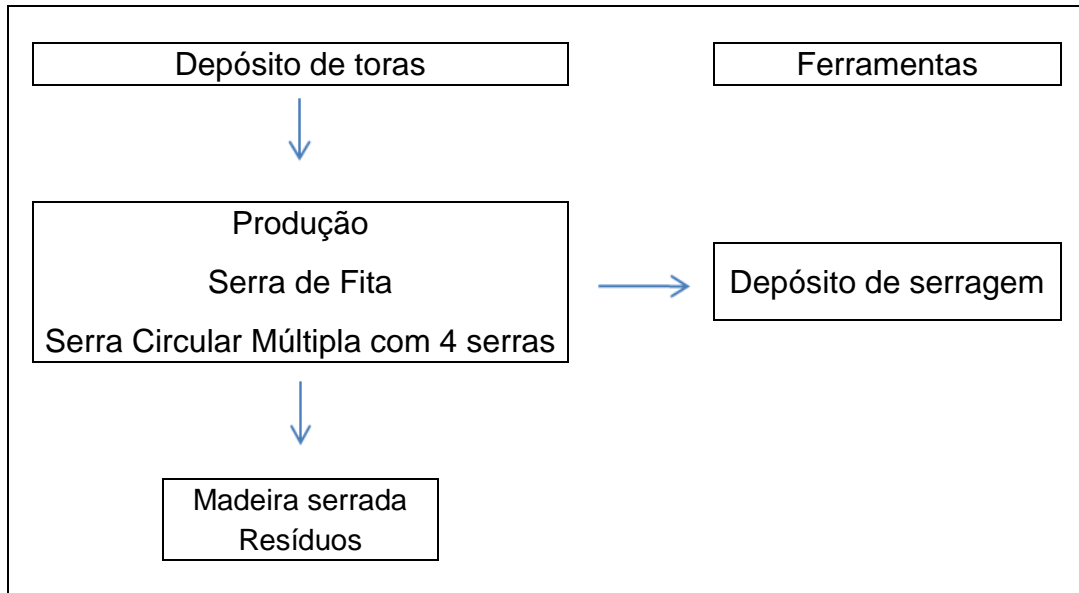 Depósito de toras
Ferramentas
Produção
Serra de Fita
Serra Circular Múltipla com 4 serras
Depósito de serragem
Madeira serrada
Resíduos